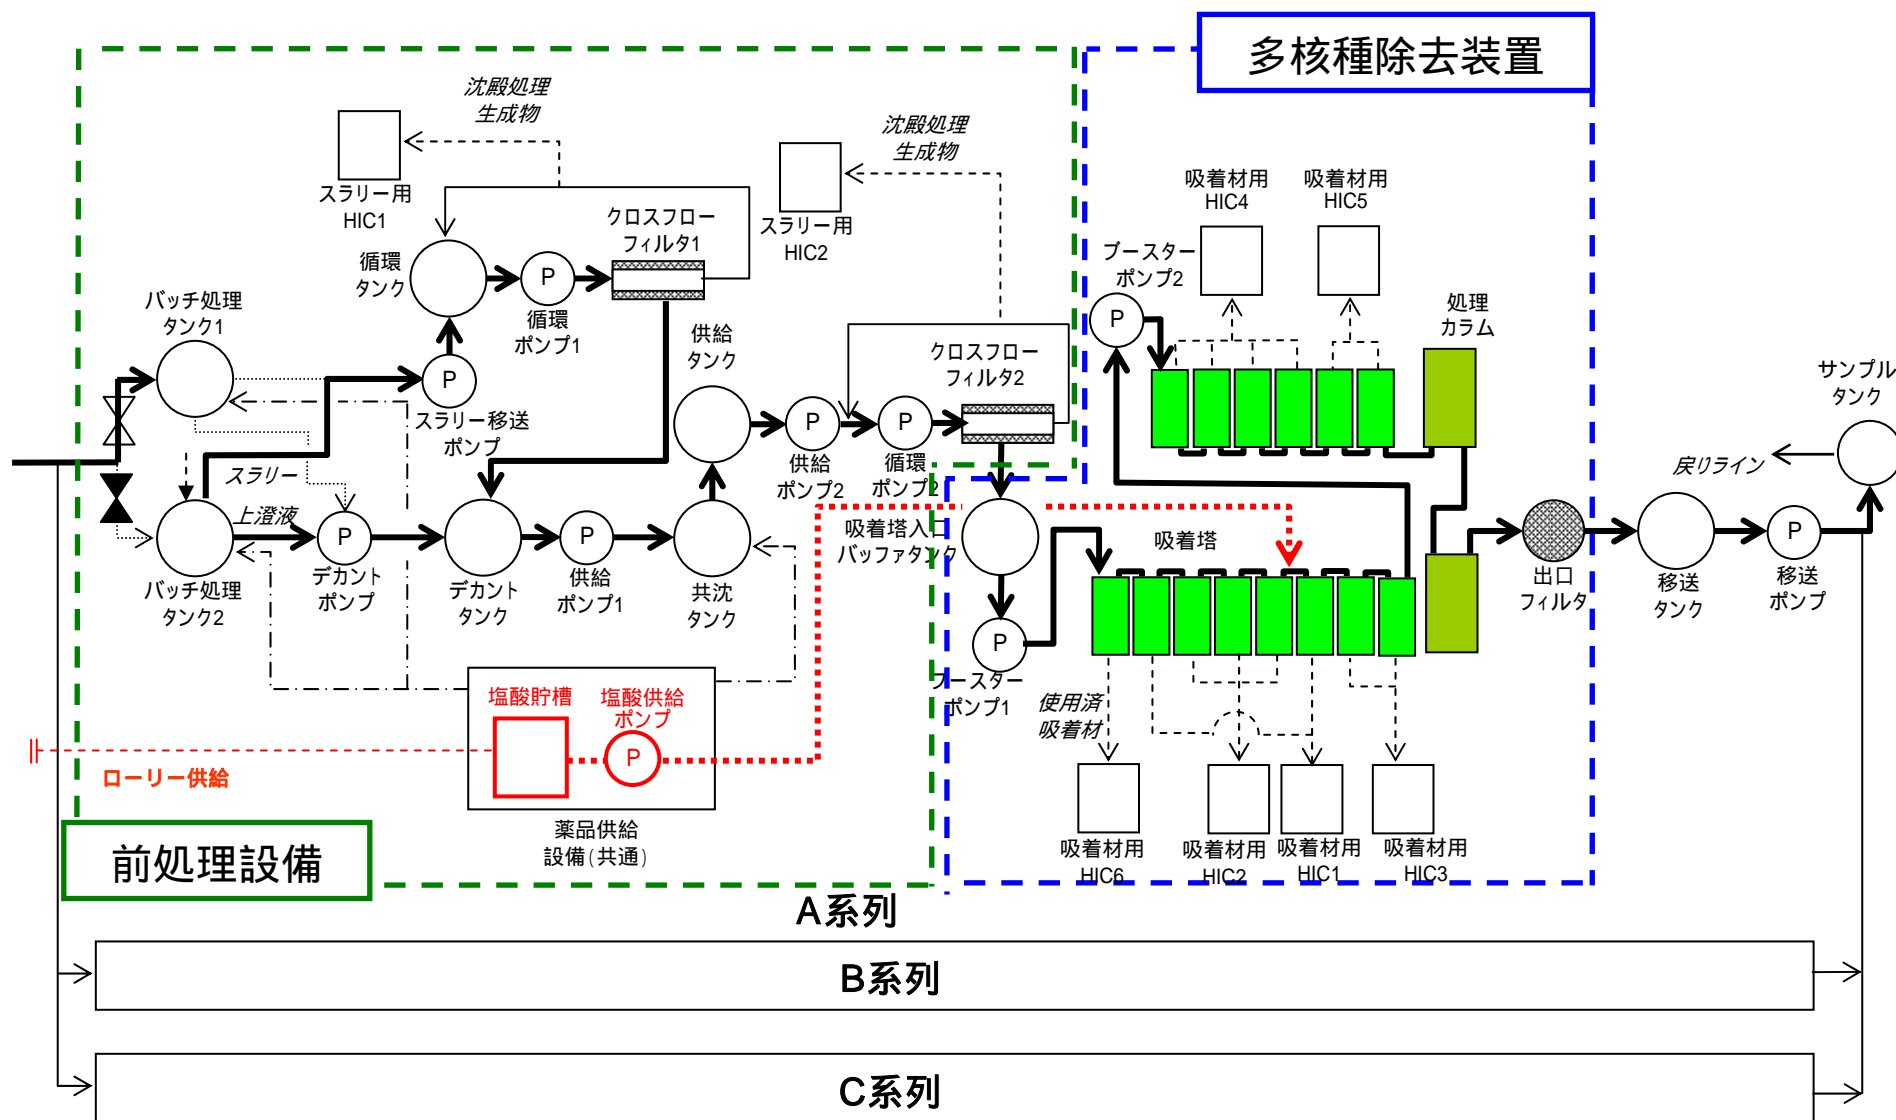 多核種除去装置
沈殿処理
生成物
沈殿処理
生成物
スラリー用
HIC1
スラリー用
HIC2
クロスフロー
フィルタ1
吸着材用
HIC4
吸着材用
HIC5
循環
タンク
P
循環
ポンプ1
ブースター
ポンプ2
P
処理
カラム
バッチ処理
タンク1
供給
タンク
クロスフロー
フィルタ2
サンプル
タンク
P
スラリー移送
ポンプ
P
供給
ポンプ2
P
循環
ポンプ2
戻りライン
スラリー
上澄液
バッチ処理
タンク2
P
デカント
ポンプ
デカント
タンク
P
供給
ポンプ1
共沈
タンク
吸着塔入口
バッファタンク
吸着塔
出口
フィルタ
移送
タンク
P
移送
ポンプ
P
ブースター
ポンプ1
使用済
吸着材
塩酸貯槽
塩酸供給
ポンプ
P
ローリー供給
薬品供給
設備(共通)
吸着材用
HIC6
吸着材用
HIC2
吸着材用
HIC1
吸着材用
HIC3
前処理設備
A系列
B系列
C系列